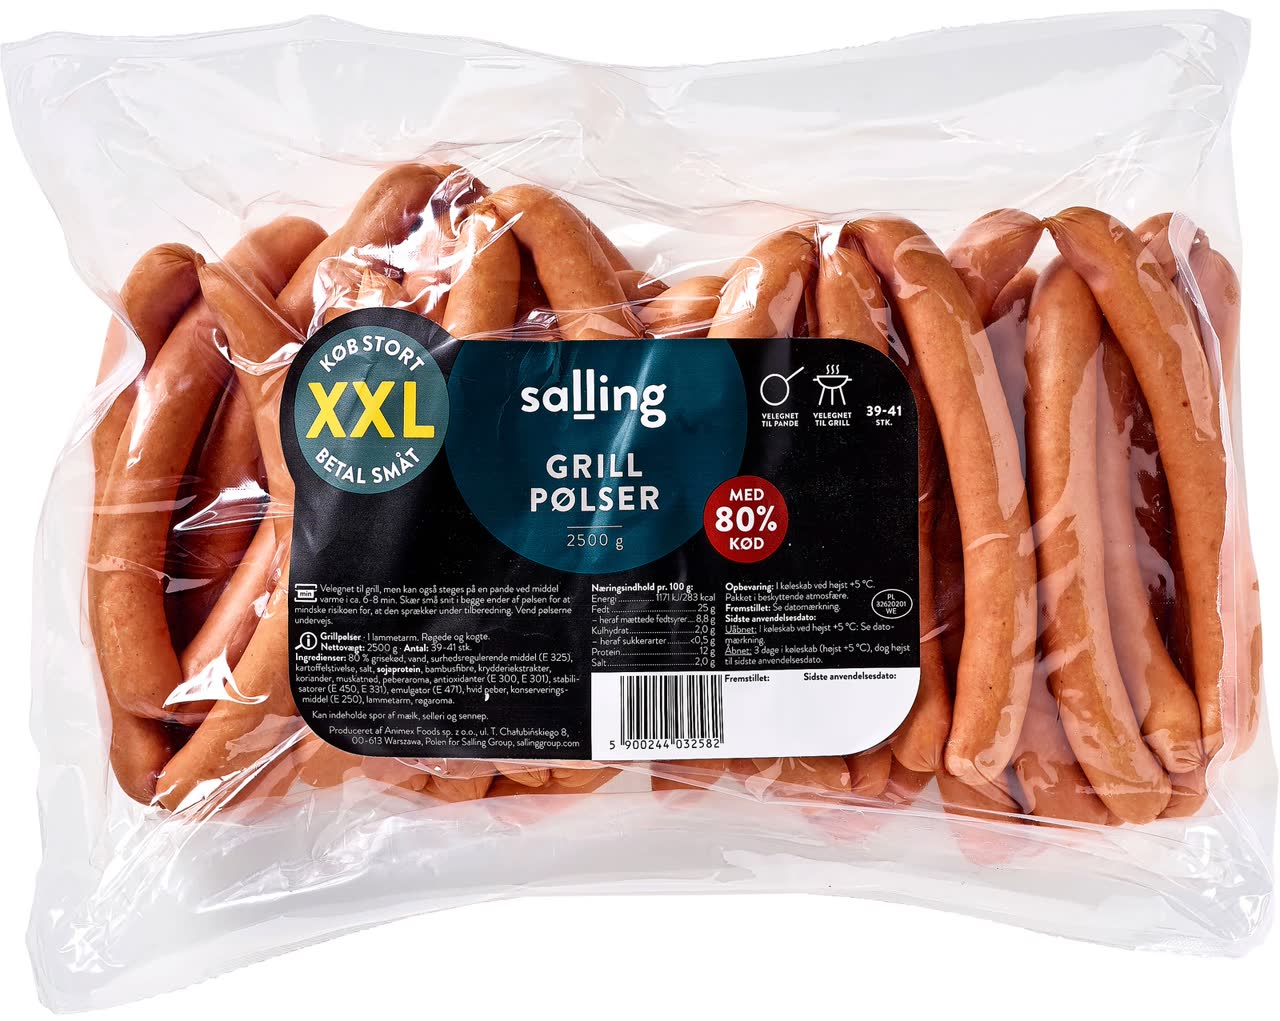 KØB STORT
XXL
BETAL SMÅT
salling
GRILL
PØLSER
2500 g
VELEGNET
TIL PANDE
VELEGNET
TIL GRILL
39-41
STK.
MED
80%
KØD
min
Velegnet til grill, men kan også steges på en pande ved middel
varme i ca. 6-8 min. Skær små snit i begge ender af pølsen for at
mindske risikoen for, at den sprækker under tilberedning. Vend pølserne
undervejs.
Grillpølser · I lammetarm. Røgede og kogte.
Nettovægt: 2500 g · Antal: 39-41 stk.
Ingredienser: 80 % grisekød, vand, surhedsregulerende middel (E 325),
kartoffelstivelse, salt, sojaprotein, bambusfibre, krydderiekstrakter,
koriander, muskatnød, peberaroma, antioxidanter (E 300, E 301), stabili-
satorer (E 450, E 331), emulgator (E 471), hvid peber, konserverings-
middel (E 250), lammetarm, røgaroma.
Kan indeholde spor af mælk, selleri og sennep.
Produceret af Animex Foods sp. z o.o., ul. T. Chałubińskiego 8,
00-613 Warszawa, Polen for Salling Group, sallinggroup.com
Næringsindhold pr. 100 g:
Energi 1171 kJ/283 kcal
Fedt 25 g
– heraf mættede fedtsyrer 8,8 g
Kulhydrat 2,0 g
– heraf sukkerarter <0,5 g
Protein 12 g
Salt 2,0 g
Opbevaring: I køleskab ved højst +5 °C.
Pakket i beskyttende atmosfære.
Fremstillet: Se datomærkning.
Sidste anvendelsesdato:
Uåbnet: I køleskab ved højst +5 °C: Se dato-
mærkning.
Åbnet: 3 dage i køleskab (højst +5 °C), dog højst
til sidste anvendelsesdato.
PL
32620201
WE
Fremstillet: Sidste anvendelsesdato:
5 900244 032582